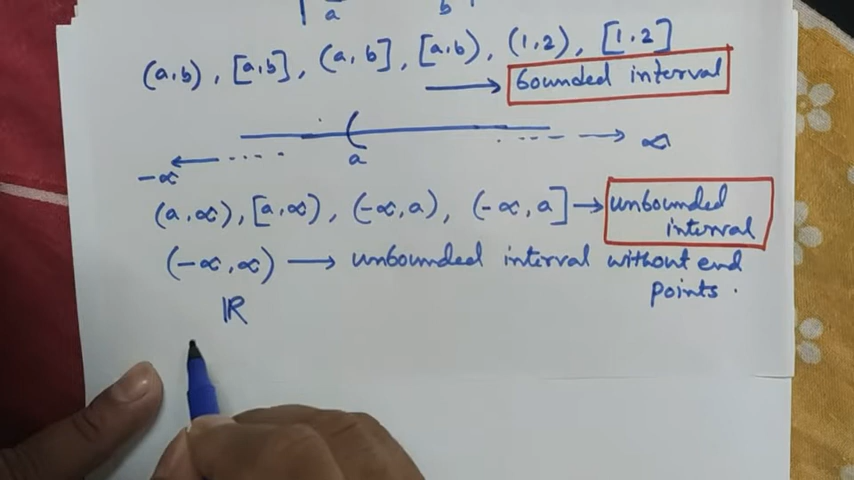 a b
(a,b), [a,b], (a,b], [a,b), (1,2), [1,2]
→ bounded interval
a
-∞ ← ... ... → ∞
(a,∞), [a,∞), (-∞,a), (-∞,a] → unbounded
interval
(-∞,∞) → unbounded interval without end
points.
ℝ